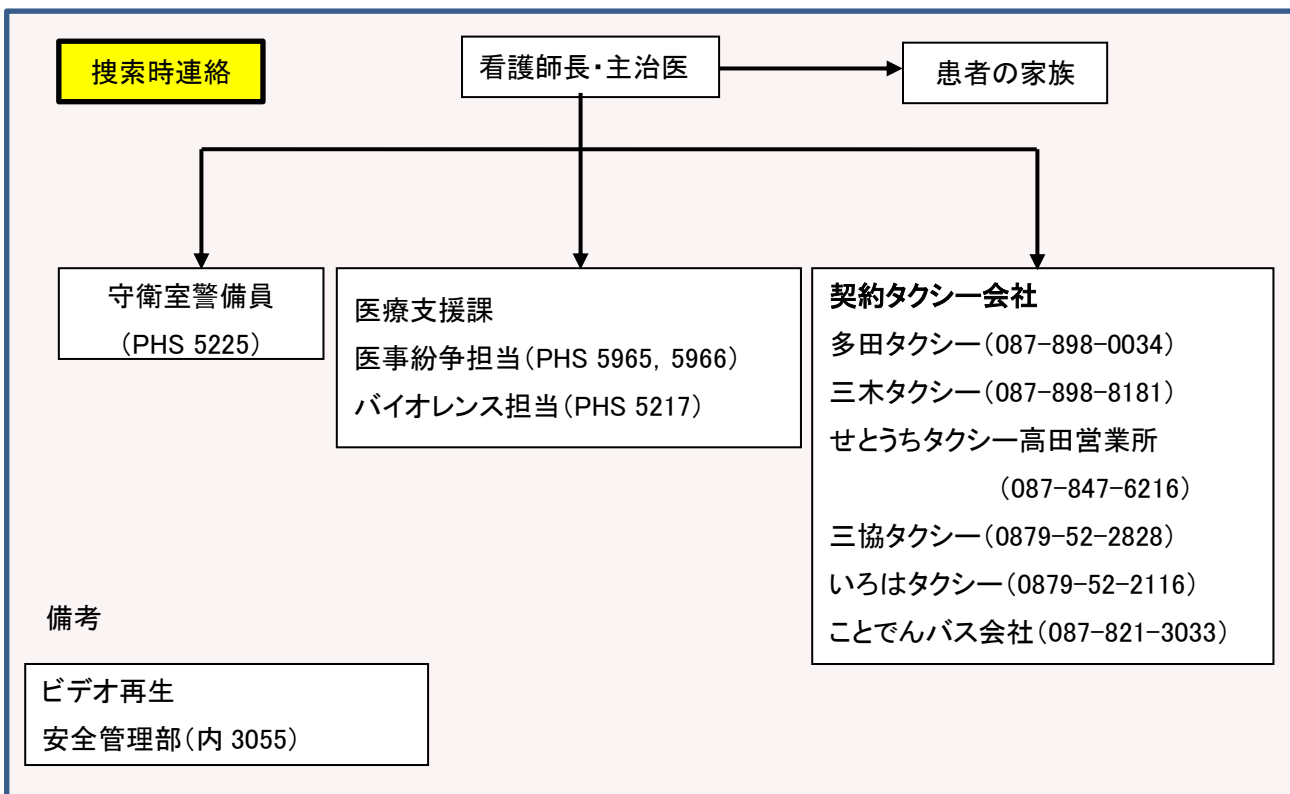 捜索時連絡
看護師長・主治医
患者の家族
守衛室警備員
（PHS 5225）
医療支援課
医事紛争担当（PHS 5965，5966）
バイオレンス担当（PHS 5217）
契約タクシー会社
多田タクシー（087-898-0034）
三木タクシー（087-898-8181）
せとうちタクシー高田営業所
（087-847-6216）
三協タクシー（0879-52-2828）
いろはタクシー（0879-52-2116）
ことでんバス会社（087-821-3033）
備考
ビデオ再生
安全管理部（内 3055）